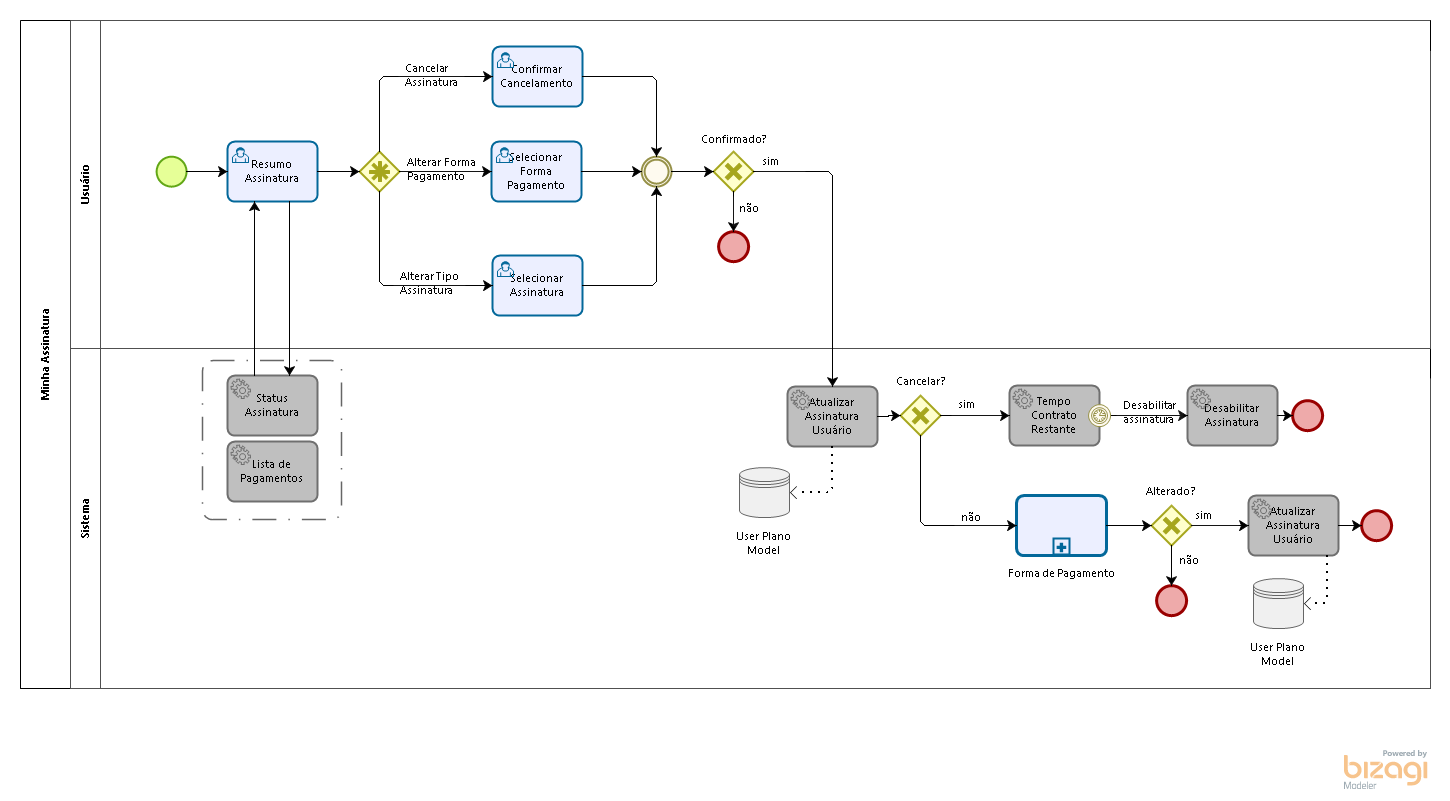 Minha Assinatura
Usuário
Resumo
Assinatura
Cancelar
Assinatura
Confirmar
Cancelamento
Alterar Forma
Pagamento
Selecionar
Forma
Pagamento
Alterar Tipo
Assinatura
Selecionar
Assinatura
Confirmado?
sim
não
Sistema
Status
Assinatura
Lista de
Pagamentos
Atualizar
Assinatura
Usuário
User Plano
Model
Cancelar?
sim
Tempo
Contrato
Restante
Desabilitar
assinatura
Desabilitar
Assinatura
não
Forma de Pagamento
Alterado?
sim
não
Atualizar
Assinatura
Usuário
User Plano
Model
Powered by
bizagi
Modeler